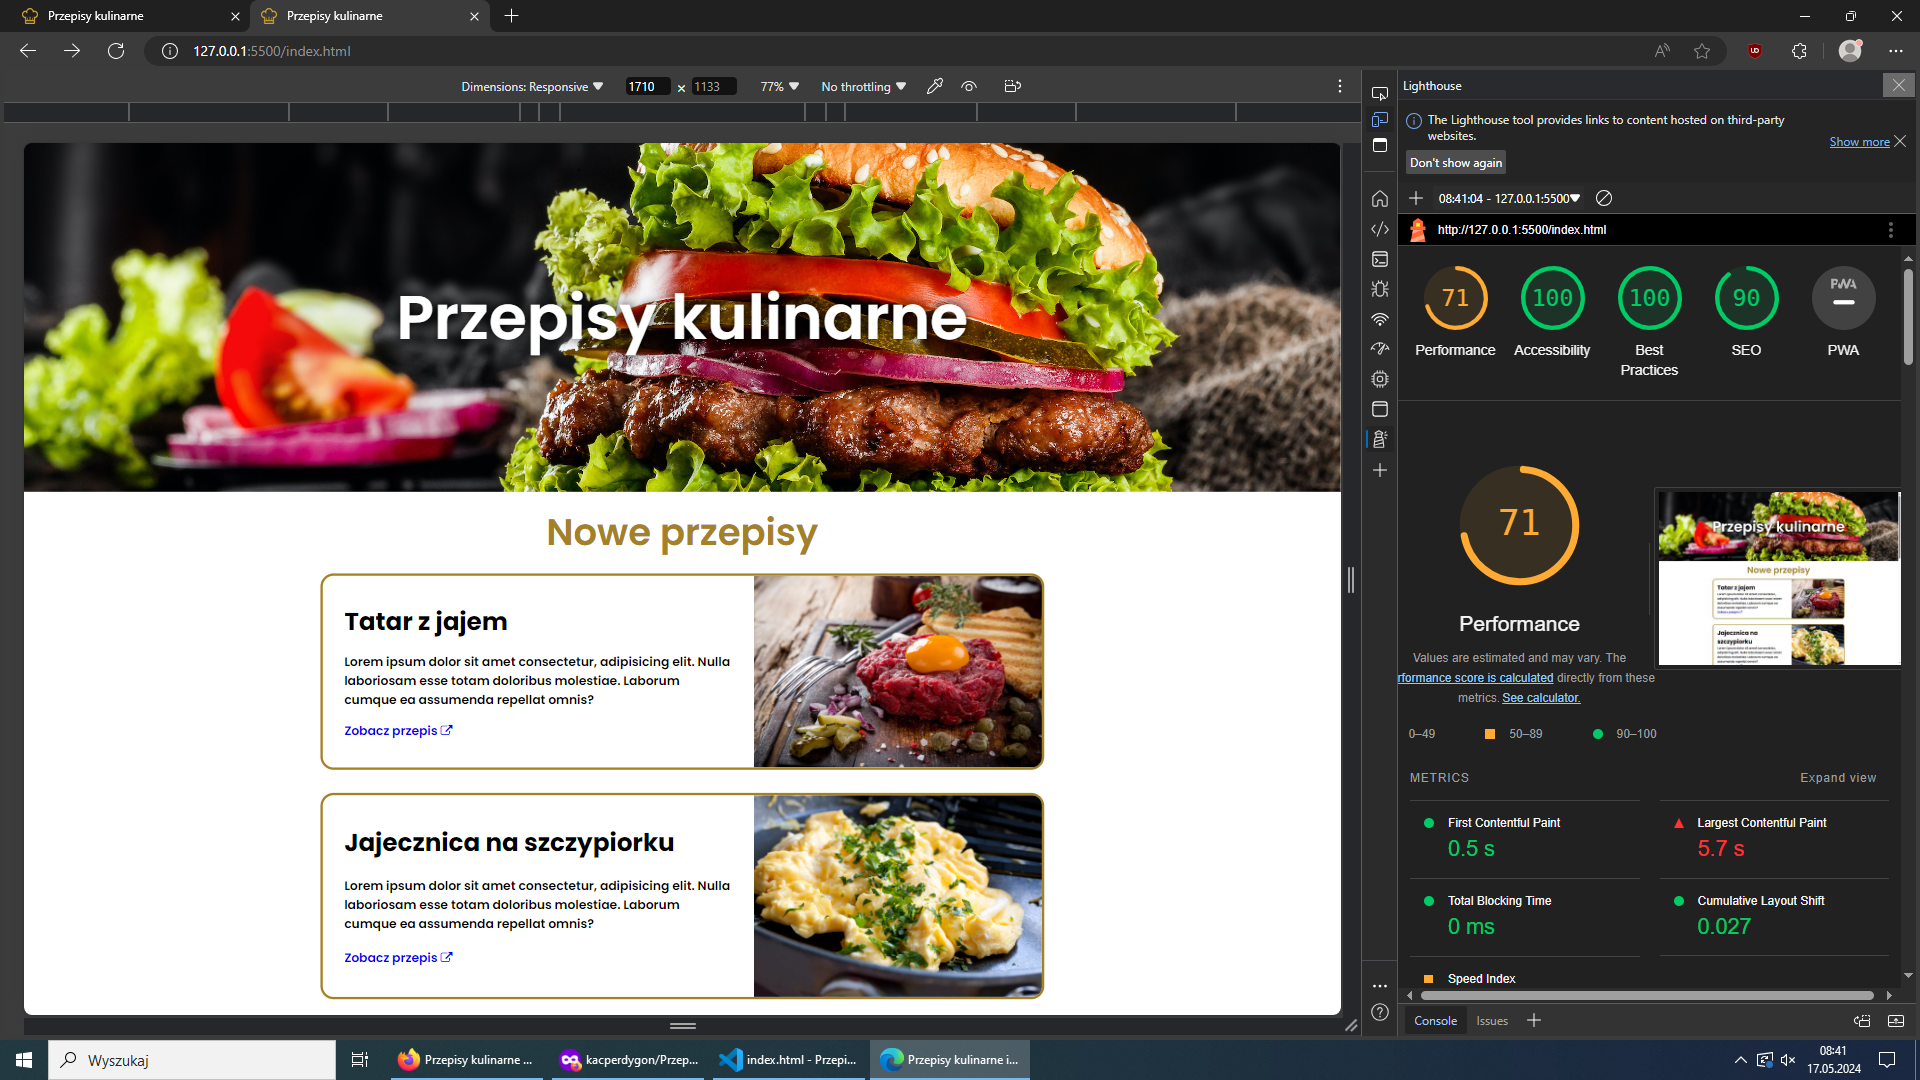 Przepisy kulinarne
Przepisy kulinarne
127.0.0.1:5500/index.html
Dimensions: Responsive
1710 × 1133
77%
No throttling
Przepisy kulinarne
Nowe przepisy
Tatar z jajem
Lorem ipsum dolor sit amet consectetur, adipisicing elit. Nulla
laboriosam esse totam doloribus molestiae. Laborum
cumque ea assumenda repellat omnis?
Zobacz przepis
Jajecznica na szczypiorku
Lorem ipsum dolor sit amet consectetur, adipisicing elit. Nulla
laboriosam esse totam doloribus molestiae. Laborum
cumque ea assumenda repellat omnis?
Zobacz przepis
Lighthouse
The Lighthouse tool provides links to content hosted on third-party
websites.
Show more
Don't show again
08:41:04 - 127.0.0.1:5500
http://127.0.0.1:5500/index.html
71
100
100
90
PWA
Performance
Accessibility
Best
Practices
SEO
PWA
71
Przepisy kulinarne
Nowe przepisy
Tatar z jajem
Jajecznica na
szczypiorku
Performance
Values are estimated and may vary. The
rformance score is calculated directly from these
metrics. See calculator.
0–49
50–89
90–100
METRICS
Expand view
First Contentful Paint
0.5 s
Largest Contentful Paint
5.7 s
Total Blocking Time
0 ms
Cumulative Layout Shift
0.027
Speed Index
Console
Issues
Wyszukaj
Przepisy kulinarne ...
kacperdygon/Przep...
index.html - Przepi...
Przepisy kulinarne i...
08:41
17.05.2024